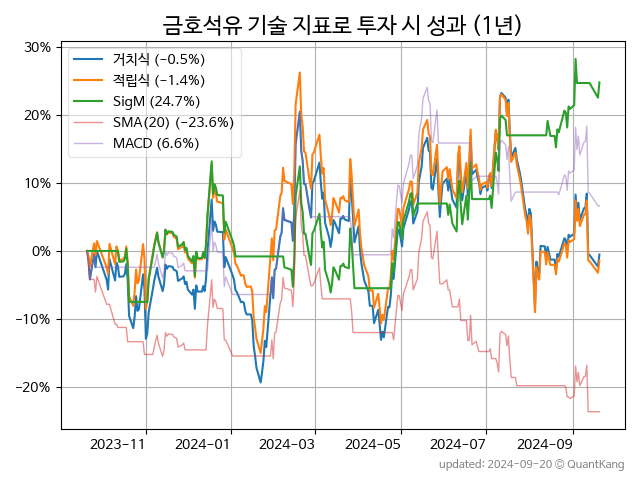 금호석유 기술 지표로 투자 시 성과 (1년)
30%
20%
10%
0%
−10%
−20%
거치식 (−0.5%)
적립식 (−1.4%)
SigM (24.7%)
SMA(20) (−23.6%)
MACD (6.6%)
2023−11
2024−01
2024−03
2024−05
2024−07
2024−09
updated: 2024-09-20 © QuantKang